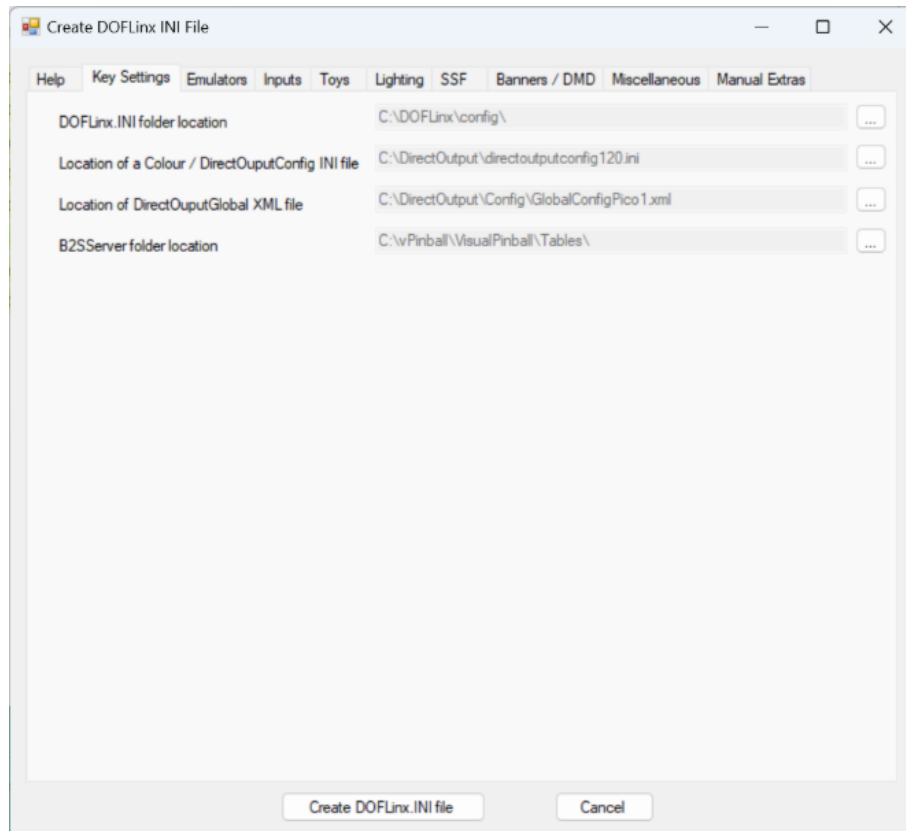 Create DOFLinx INI File
Help Key Settings Emulators Inputs Toys Lighting SSF Banners / DMD Miscellaneous Manual Extras
DOFLinx.INI folder location C:\DOFLinx\config\ ...
Location of a Colour / DirectOuputConfig INI file C:\DirectOutput\directoutputconfig120.ini ...
Location of DirectOuputGlobal XML file C:\DirectOutput\Config\GlobalConfigPico1.xml ...
B2SServer folder location C:\vPinball\VisualPinball\Tables\ ...
Create DOFLinx.INI file Cancel